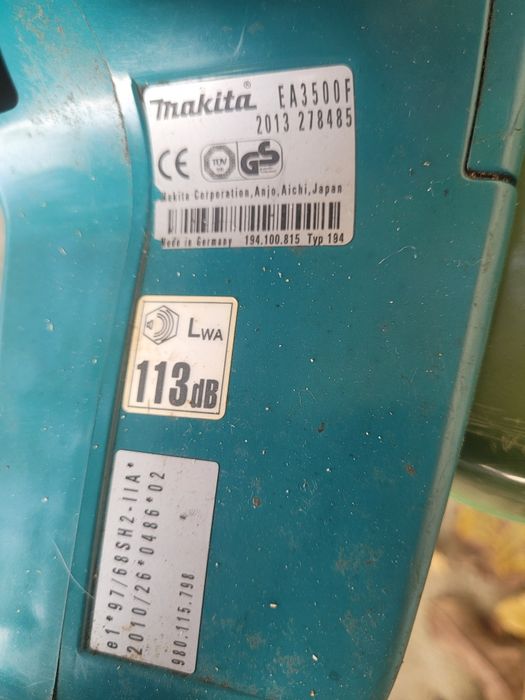 makita® EA3500F
2013 278485
CE TÜV GS
Makita Corporation, Anjo, Aichi, Japan
Made in Germany 194.100.815 Typ 194
LWA
113dB
e1*97/68SH2-IIA*
2010/26*0486*02
980.115.798